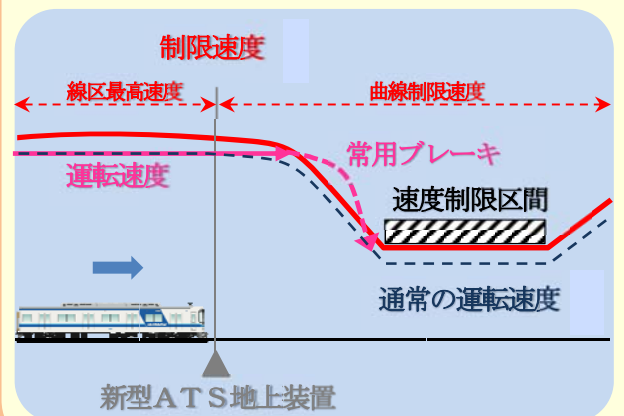 制限速度
線区最高速度
曲線制限速度
常用ブレーキ
運転速度
速度制限区間
通常の運転速度
新型ＡＴＳ地上装置